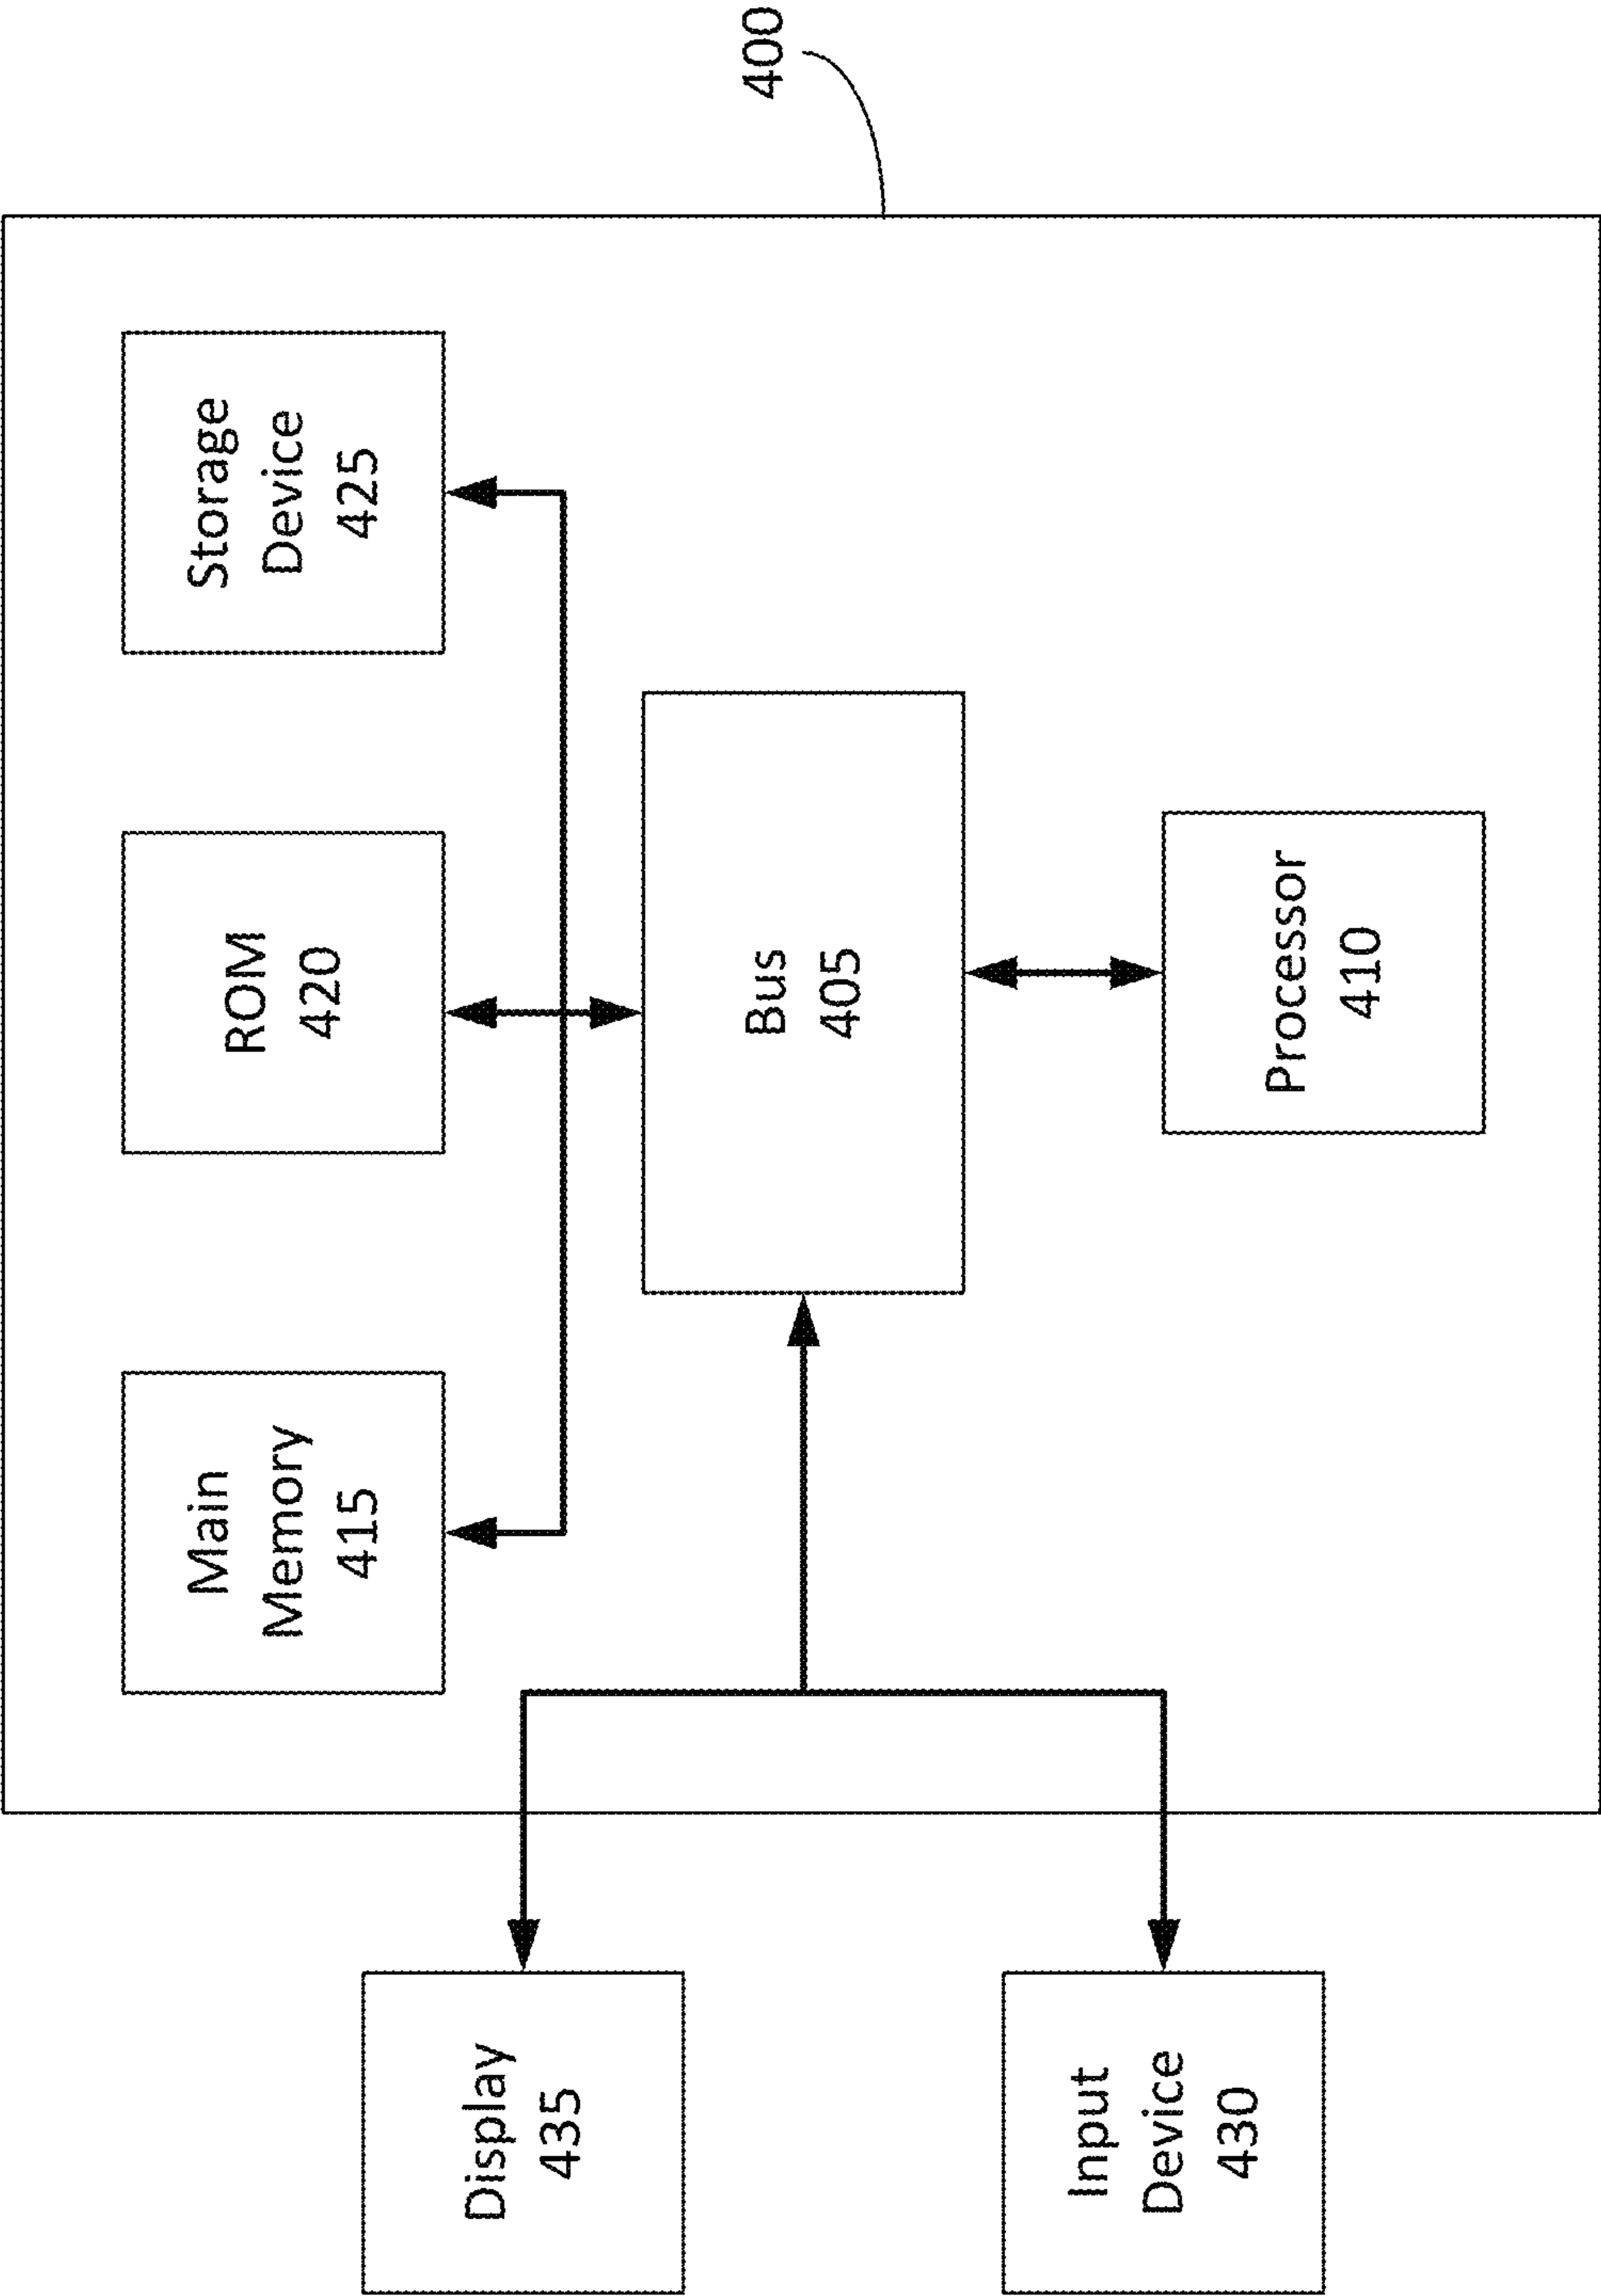 Main
Memory
415
ROM
420
Storage
Device
425
Display
435
Bus
405
400
Input
Device
430
Processor
410